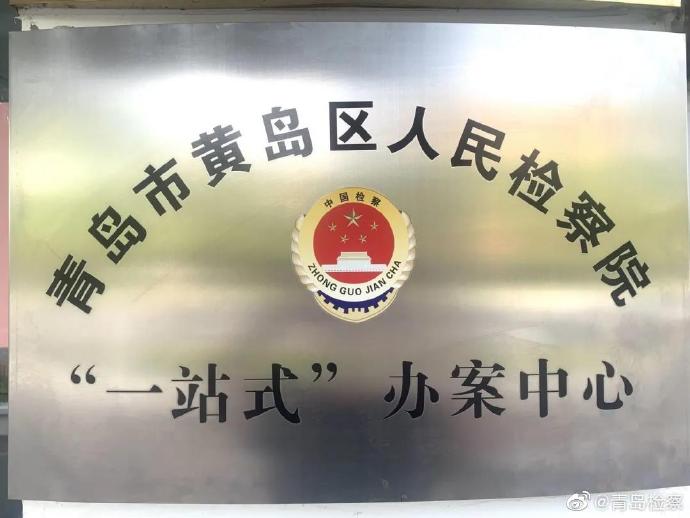 青岛市黄岛区人民检察院
中国检察
ZHONG GUO JIAN CHA
“一站式”办案中心
@青岛检察